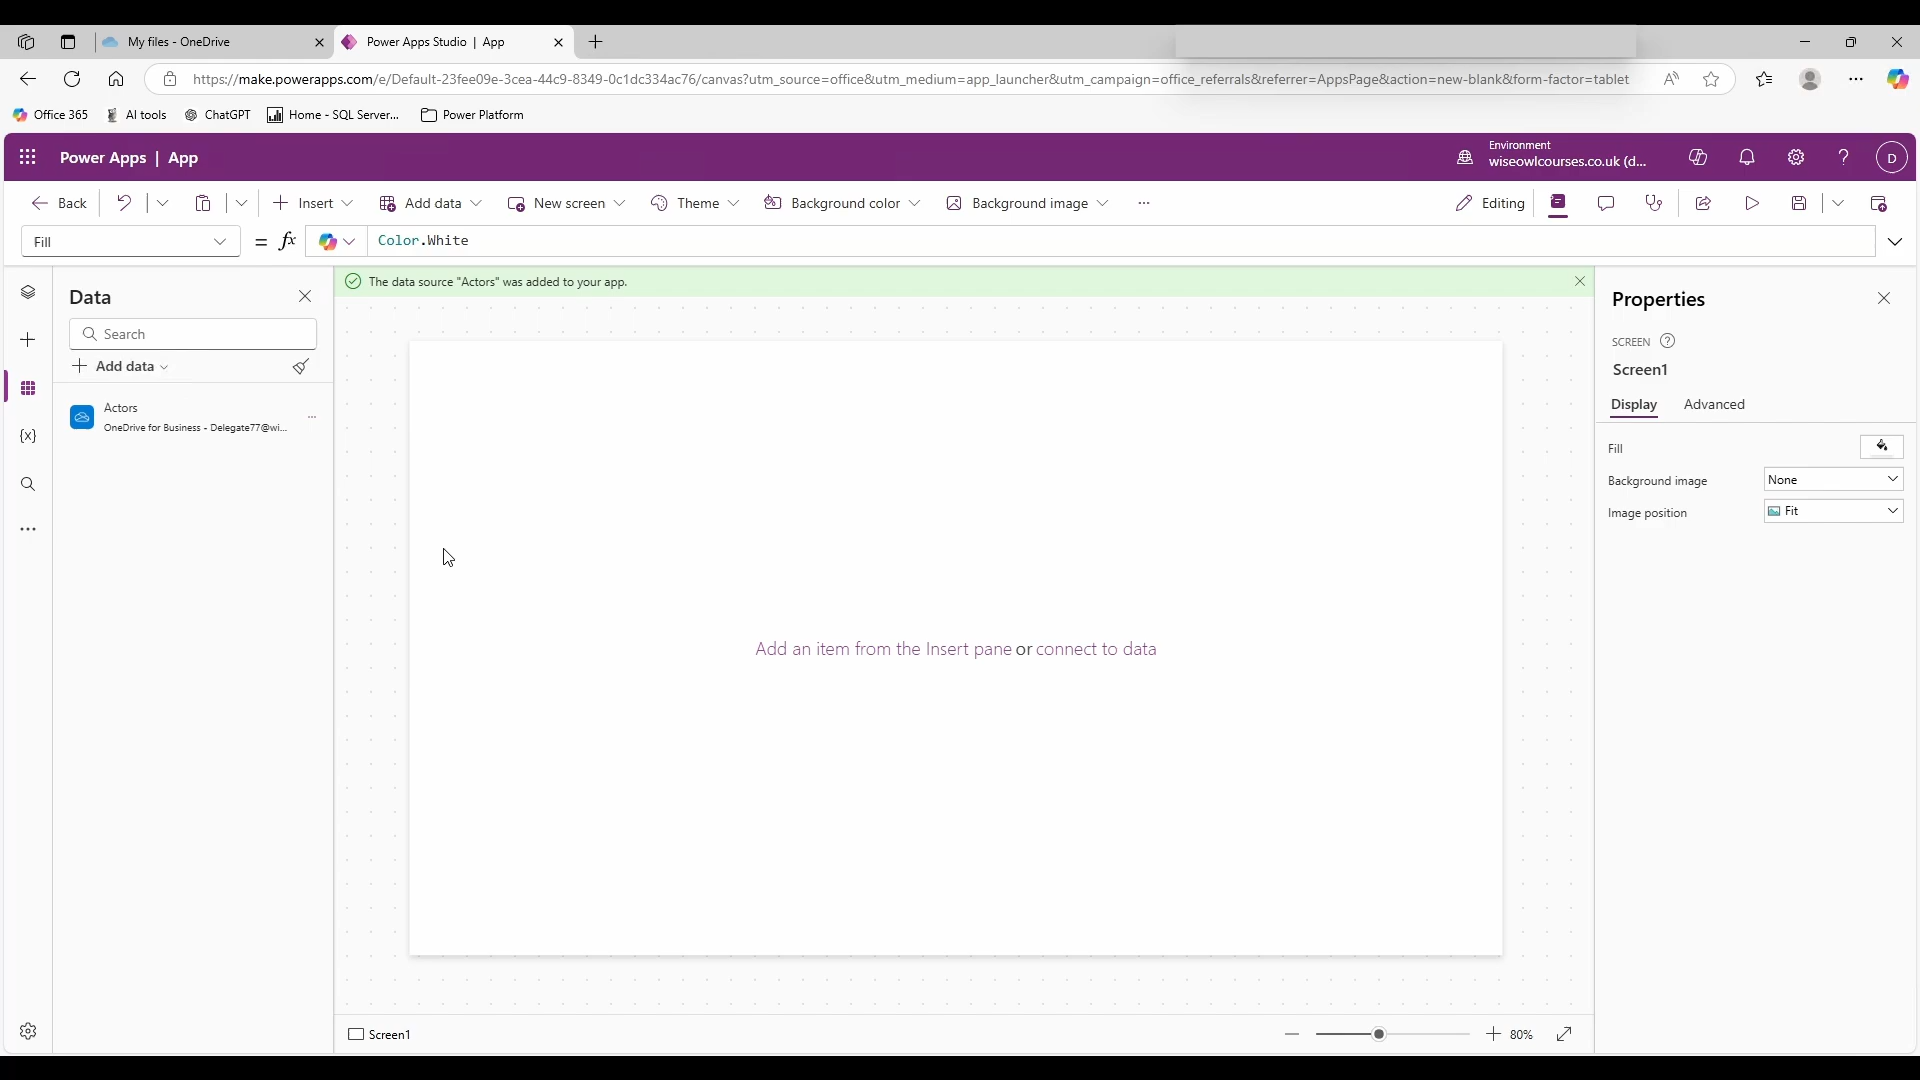 My files - OneDrive
Power Apps Studio | App
https://make.powerapps.com/e/Default-23fee09e-3cea-44c9-8349-0c1dc334ac76/canvas?utm_source=office&utm_medium=app_launcher&utm_campaign=office_referrals&referrer=AppsPage&action=new-blank&form-factor=tablet
Office 365 AI tools ChatGPT Home - SQL Server... Power Platform
Power Apps | App
Environment
wiseowlcourses.co.uk (d...
D
Back Insert Add data New screen Theme Background color Background image ... Editing
Fill = fx Color.White
Data
Search
Add data
Actors
OneDrive for Business - Delegate77@wi...
The data source "Actors" was added to your app.
Add an item from the Insert pane or connect to data
Screen1
80%
Properties
SCREEN ?
Screen1
Display Advanced
Fill
Background image None
Image position Fit